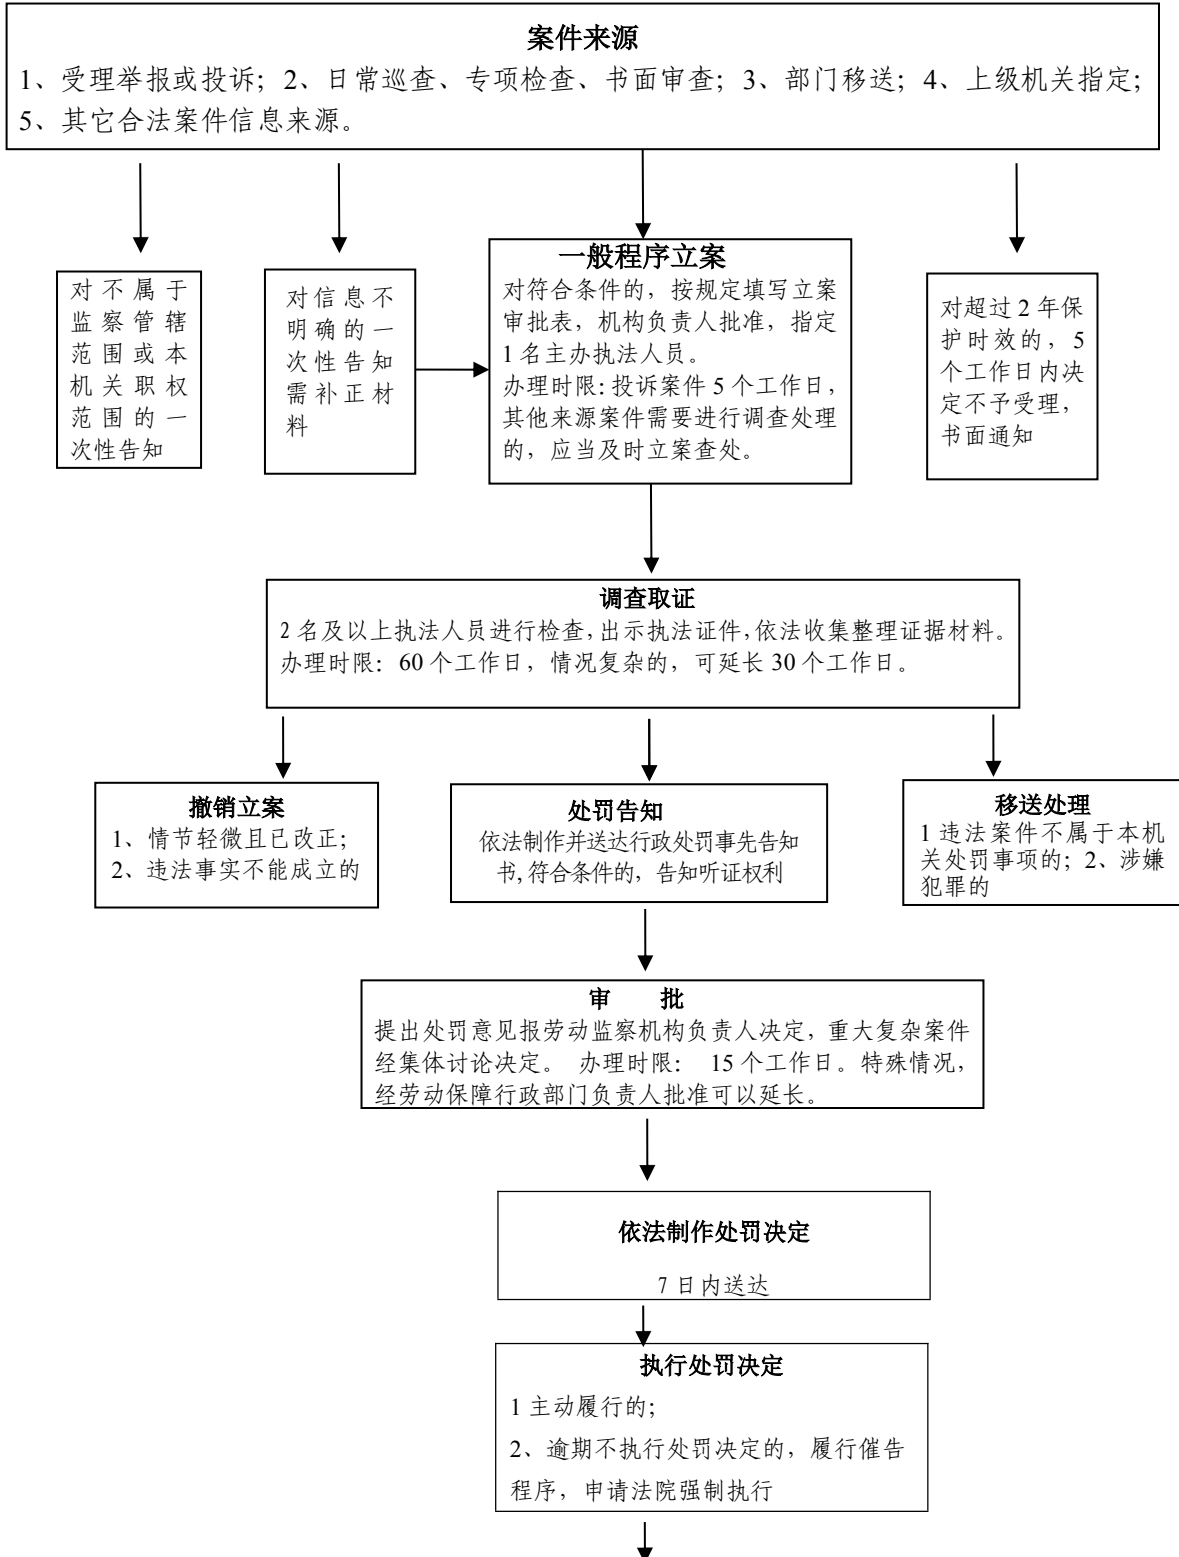 案件来源
1、受理举报或投诉；2、日常巡查、专项检查、书面审查；3、部门移送；4、上级机关指定；
5、其它合法案件信息来源。
对不属于
监察管辖
范围或本
机关职权
范围的一
次性告知
对信息不
明确的一
次性告知
需补正材
料
一般程序立案
对符合条件的，按规定填写立案
审批表，机构负责人批准，指定
1名主办执法人员。
办理时限：投诉案件 5 个工作日，
其他来源案件需要进行调查处理
的，应当及时立案查处。
对超过 2 年保
护时效的，5
个工作日内决
定不予受理，
书面通知
调查取证
2 名及以上执法人员进行检查，出示执法证件，依法收集整理证据材料。
办理时限：60 个工作日，情况复杂的，可延长 30 个工作日。
撤销立案
1、情节轻微且已改正；
2、违法事实不能成立的
处罚告知
依法制作并送达行政处罚事先告知
书,符合条件的，告知听证权利
移送处理
1 违法案件不属于本机
关处罚事项的；2、涉嫌
犯罪的
审 批
提出处罚意见报劳动监察机构负责人决定，重大复杂案件
经集体讨论决定。 办理时限： 15 个工作日。特殊情况，
经劳动保障行政部门负责人批准可以延长。
依法制作处罚决定
7 日内送达
执行处罚决定
1 主动履行的；
2、逾期不执行处罚决定的，履行催告
程序，申请法院强制执行